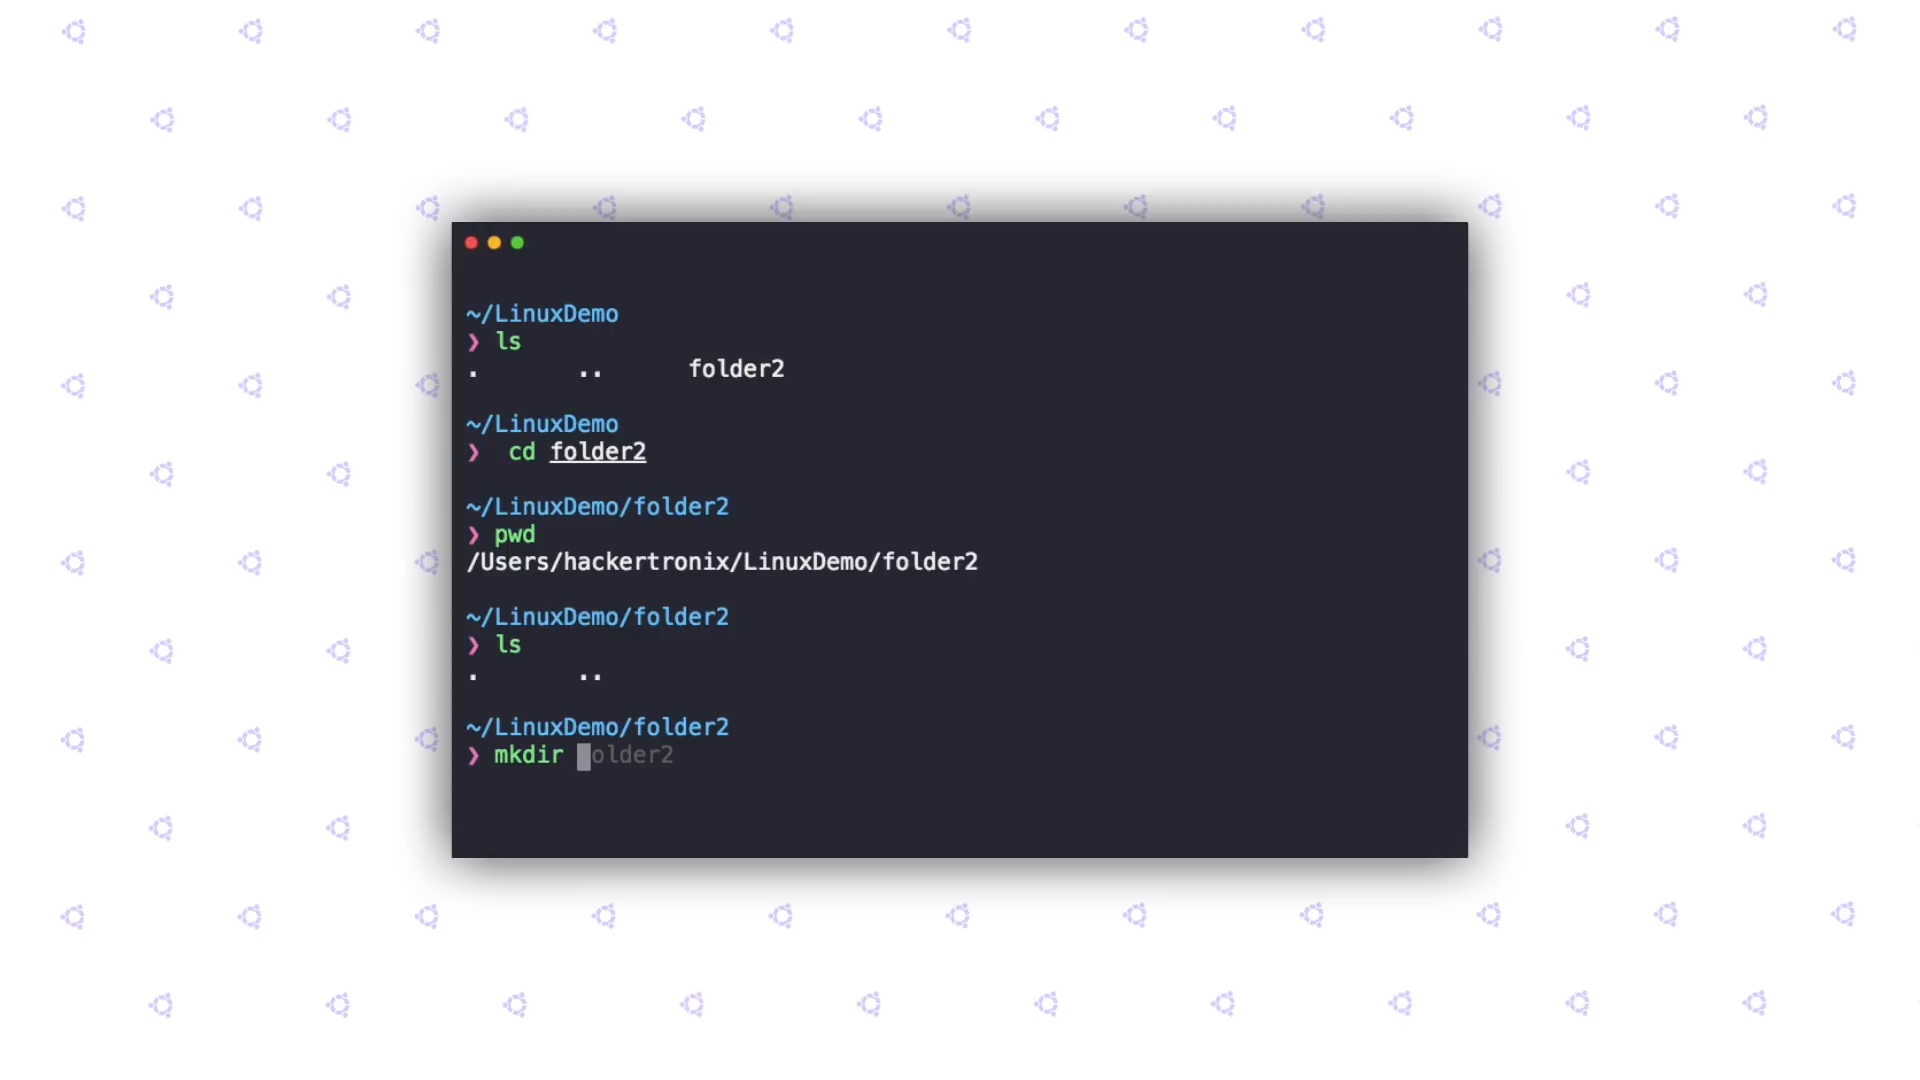 ~/LinuxDemo
❯ ls
. .. folder2
~/LinuxDemo
❯ cd folder2
~/LinuxDemo/folder2
❯ pwd
/Users/hackertronix/LinuxDemo/folder2
~/LinuxDemo/folder2
❯ ls
. ..
~/LinuxDemo/folder2
❯ mkdir older2